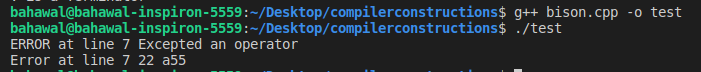 bahawal@bahawal-inspiron-5559:~/Desktop/compilerconstructions$ g++ bison.cpp -o test
bahawal@bahawal-inspiron-5559:~/Desktop/compilerconstructions$ ./test
ERROR at line 7 Excepted an operator
Error at line 7 22 a55